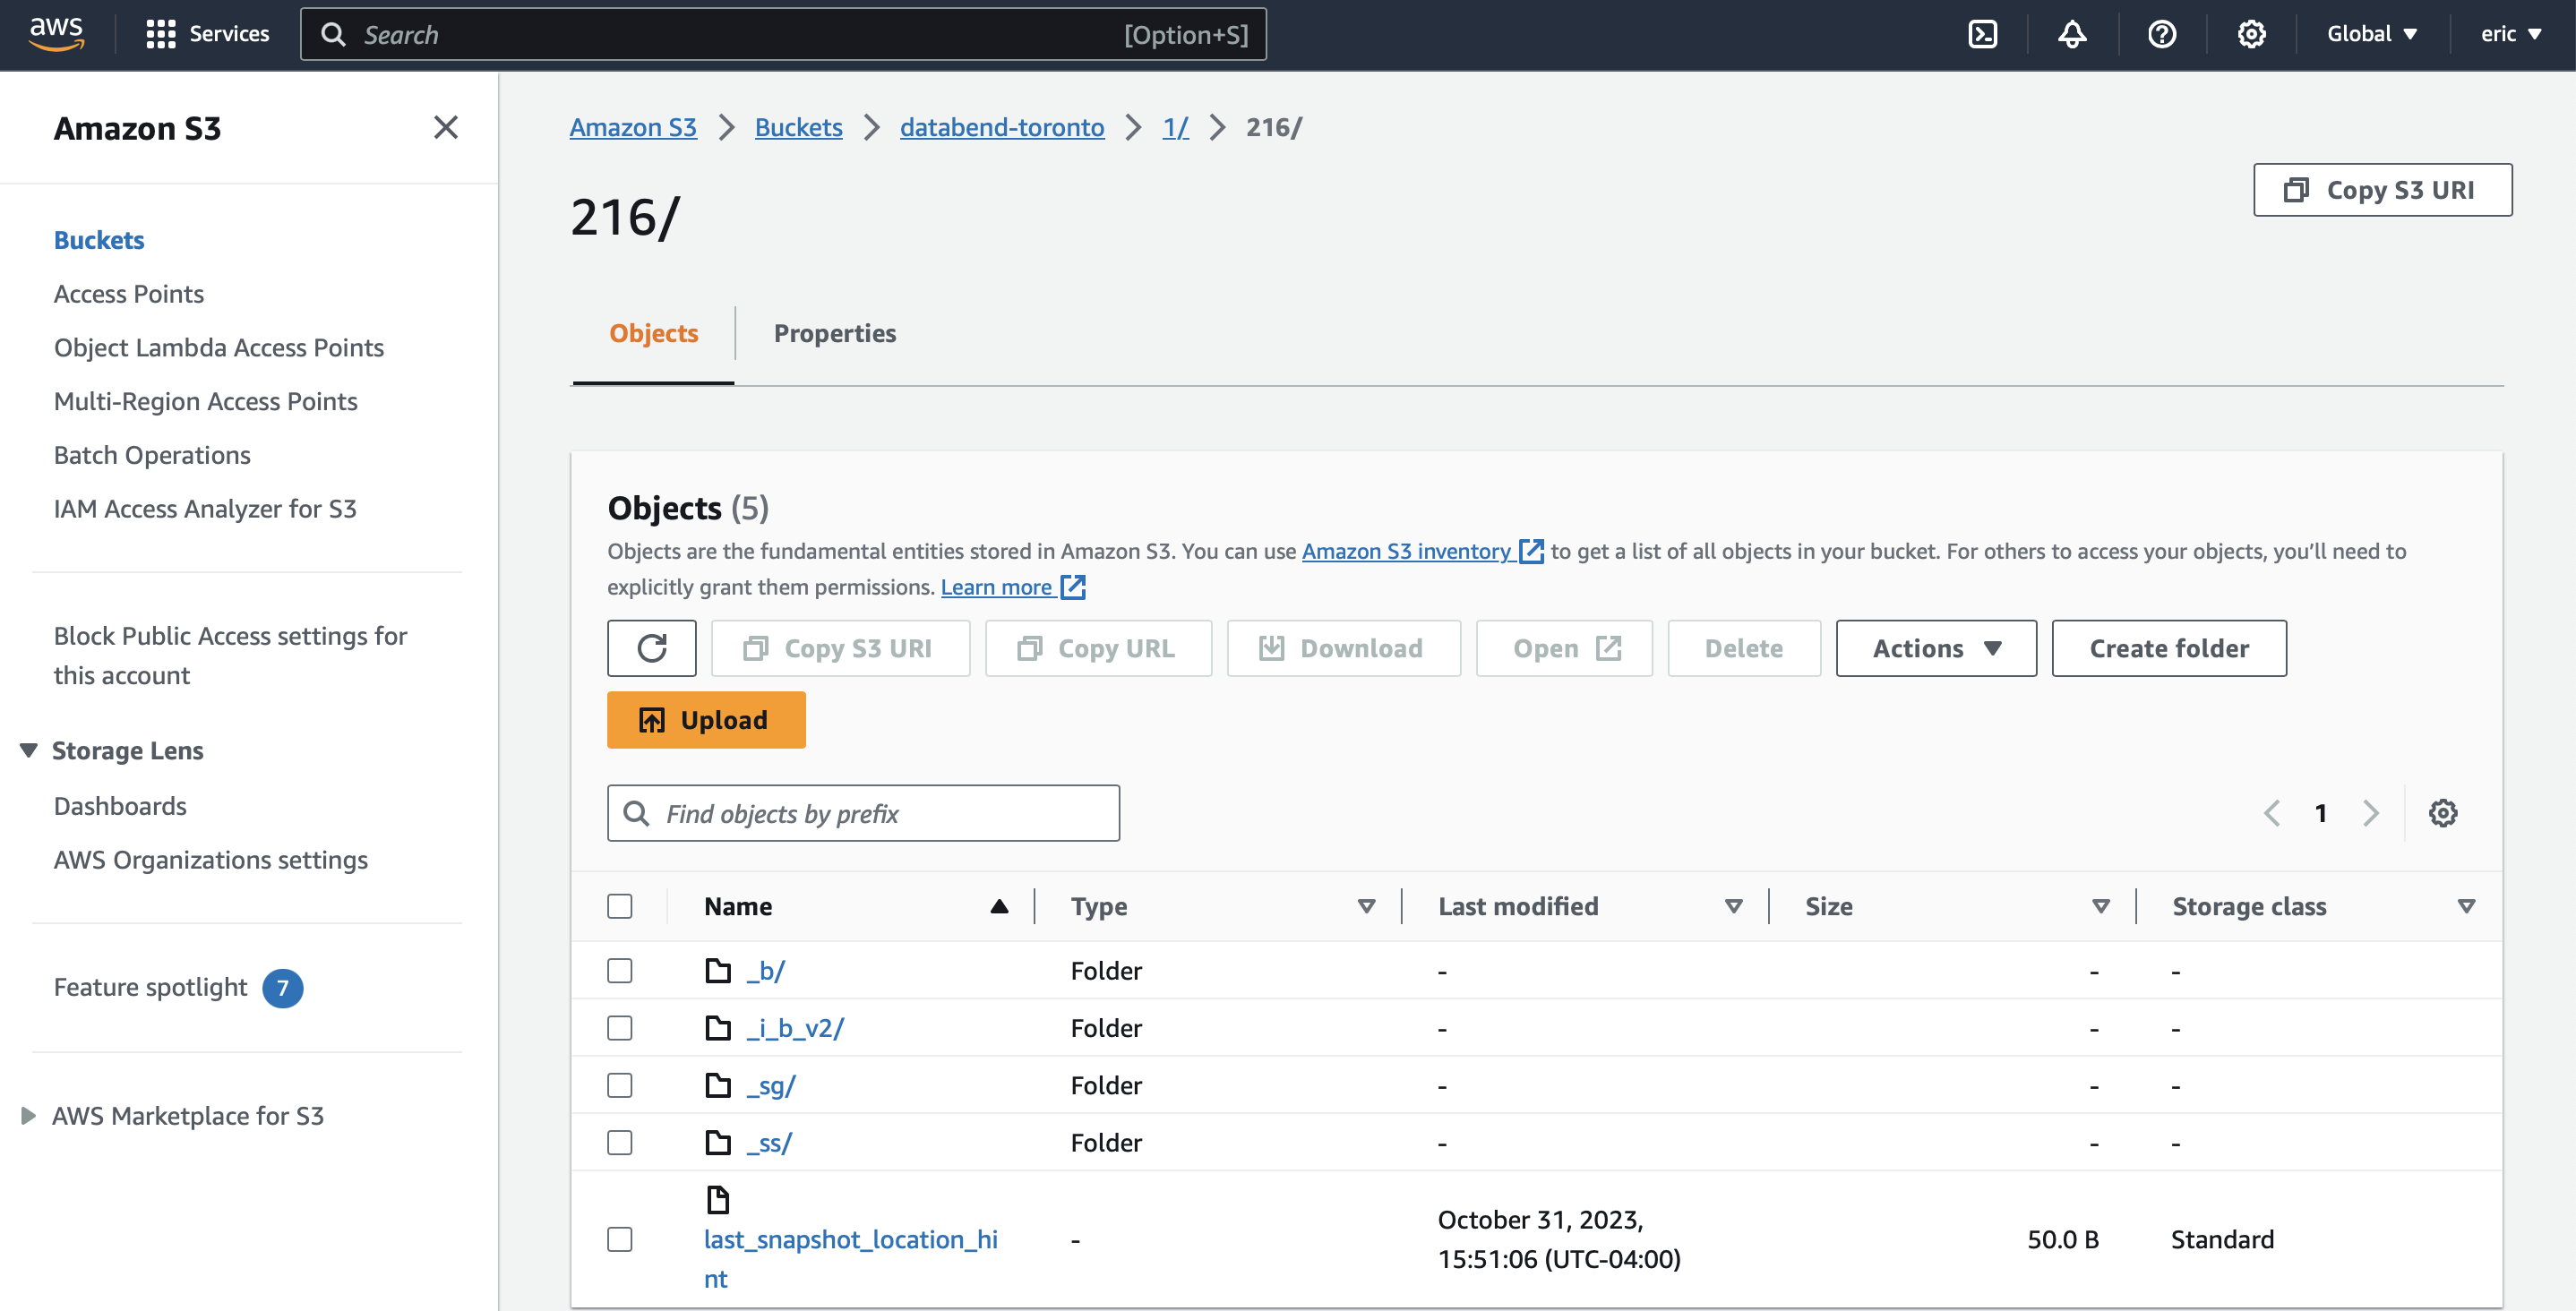 aws
Services
Search
[Option+S]
Global
eric
Amazon S3
Buckets
Access Points
Object Lambda Access Points
Multi-Region Access Points
Batch Operations
IAM Access Analyzer for S3
Block Public Access settings for
this account
Storage Lens
Dashboards
AWS Organizations settings
Feature spotlight 7
AWS Marketplace for S3
Amazon S3 > Buckets > databend-toronto > 1/ > 216/
Copy S3 URI
216/
Objects
Properties
Objects (5)
Objects are the fundamental entities stored in Amazon S3. You can use Amazon S3 inventory to get a list of all objects in your bucket. For others to access your objects, you’ll need to
explicitly grant them permissions. Learn more
Copy S3 URI
Copy URL
Download
Open
Delete
Actions
Create folder
Upload
Find objects by prefix
1
Name Type Last modified Size Storage class
_b/ Folder - - -
_i_b_v2/ Folder - - -
_sg/ Folder - - -
_ss/ Folder - - -
last_snapshot_location_hi
nt
-
October 31, 2023,
15:51:06 (UTC-04:00)
50.0 B
Standard